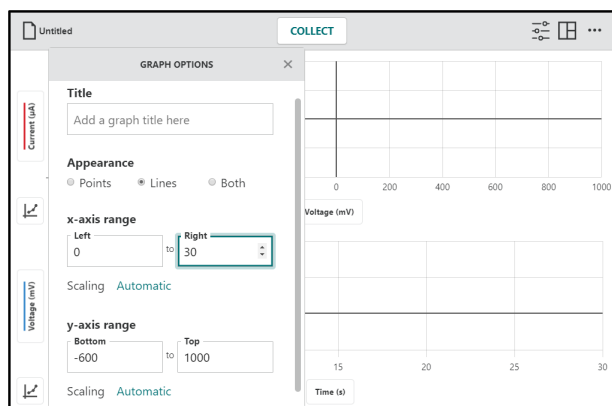 Untitled
COLLECT
GRAPH OPTIONS
Title
Add a graph title here
Appearance
Points Lines Both
x-axis range
Left
0
to
Right
30
Scaling Automatic
y-axis range
Bottom
-600
to
Top
1000
Scaling Automatic
Current (µA)
Voltage (mV)
0 200 400 600 800 1000
Voltage (mV)
15 20 25 30
Time (s)